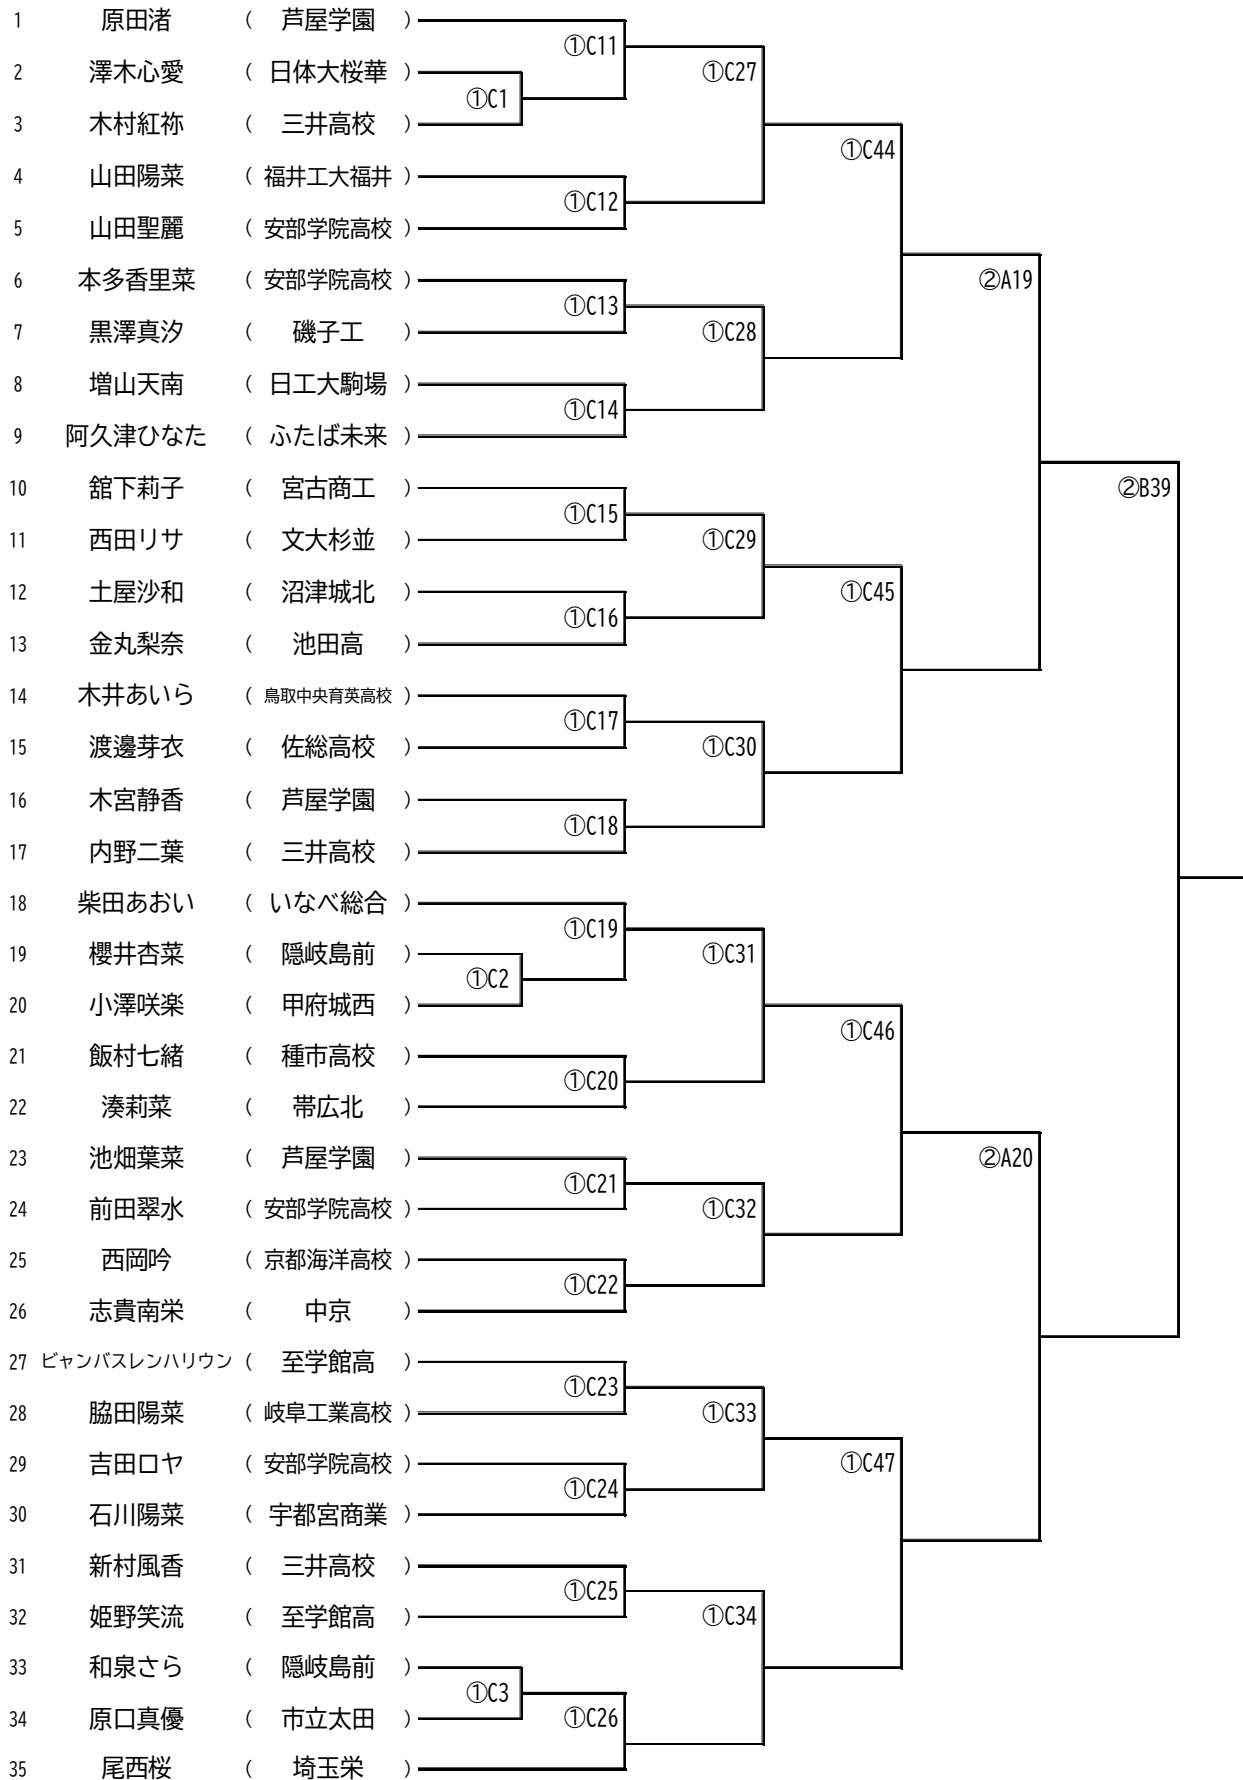 1 原田渚 ( 芦屋学園 )
①C11
2 澤木心愛 ( 日体大桜華 ) ①C27
①C1
3 木村紅祢 ( 三井高校 )
①C44
4 山田陽菜 ( 福井工大福井 )
①C12
5 山田聖麗 ( 安部学院高校 )
6 本多香里菜 ( 安部学院高校 ) ②A19
①C13
7 黒澤真汐 ( 磯子工 ) ①C28
8 増山天南 ( 日工大駒場 )
①C14
9 阿久津ひなた ( ふたば未来 )
10 舘下莉子 ( 宮古商工 ) ②B39
①C15
11 西田リサ ( 文大杉並 ) ①C29
12 土屋沙和 ( 沼津城北 ) ①C45
①C16
13 金丸梨奈 ( 池田高 )
14 木井あいら ( 鳥取中央育英高校 )
①C17
15 渡邊芽衣 ( 佐総高校 ) ①C30
16 木宮静香 ( 芦屋学園 )
①C18
17 内野二葉 ( 三井高校 )
18 柴田あおい ( いなべ総合 )
①C19
19 櫻井杏菜 ( 隠岐島前 ) ①C31
①C2
20 小澤咲楽 ( 甲府城西 )
①C46
21 飯村七緒 ( 種市高校 )
①C20
22 湊莉菜 ( 帯広北 )
23 池畑葉菜 ( 芦屋学園 ) ②A20
①C21
24 前田翠水 ( 安部学院高校 ) ①C32
25 西岡吟 ( 京都海洋高校 )
①C22
26 志貴南栄 ( 中京 )
27 ビャンバスレンハリウン ( 至学館高 )
①C23
28 脇田陽菜 ( 岐阜工業高校 ) ①C33
29 吉田ロヤ ( 安部学院高校 ) ①C47
①C24
30 石川陽菜 ( 宇都宮商業 )
31 新村風香 ( 三井高校 )
①C25
32 姫野笑流 ( 至学館高 ) ①C34
33 和泉さら ( 隠岐島前 )
①C3
34 原口真優 ( 市立太田 ) ①C26
35 尾西桜 ( 埼玉栄 )